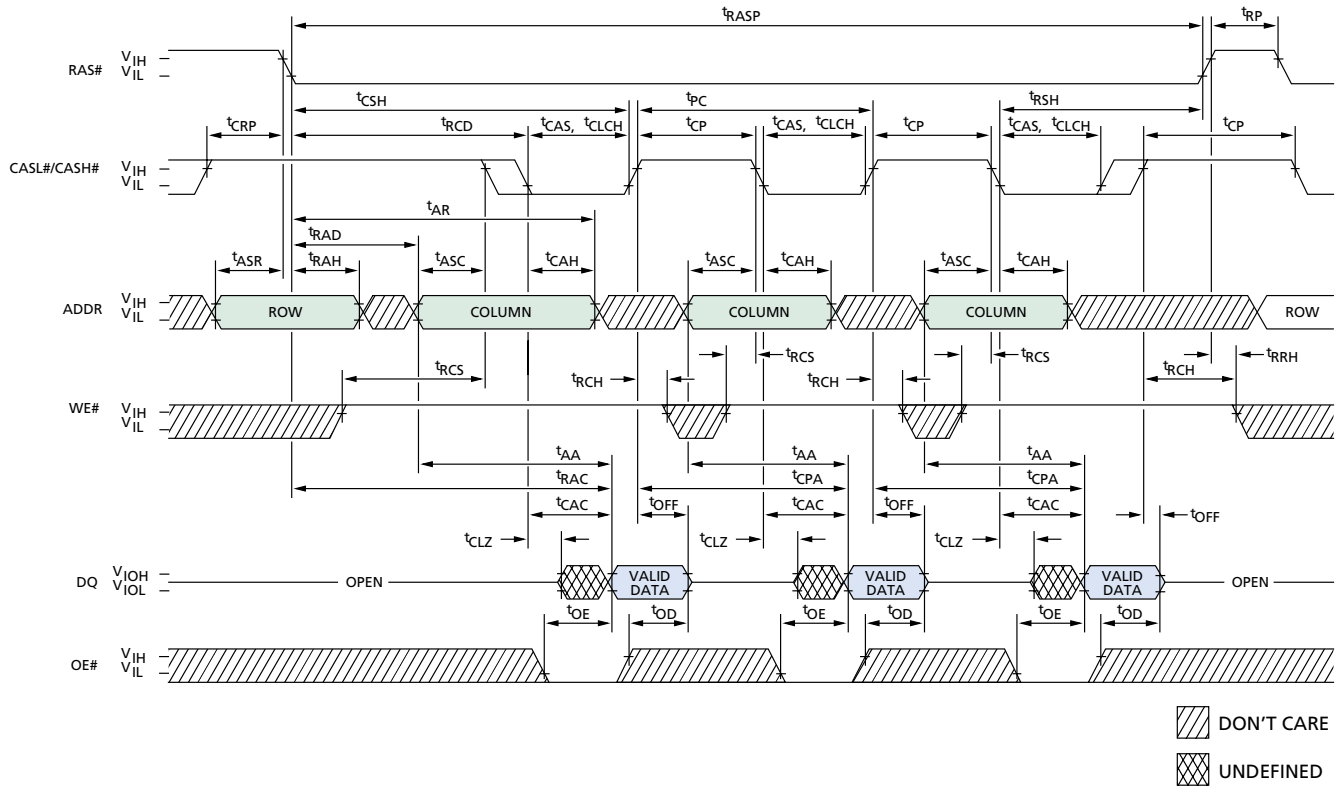 tRASP tRP
RAS# VIH
VIL
tCSH tPC tRSH
tCRP tRCD tCAS, tCLCH tCP tCAS, tCLCH tCP tCAS, tCLCH tCP
CASL#/CASH# VIH
VIL
tAR
tRAD
tASR tRAH tASC tCAH tASC tCAH tASC tCAH
ADDR VIH
VIL
ROW COLUMN COLUMN COLUMN ROW
tRCS tRCH tRCS tRCH tRCS tRCH tRRH
WE# VIH
VIL
tAA tAA tAA
tRAC tCPA tCPA
tCAC tOFF tCAC tOFF tCAC tOFF
tCLZ tCLZ tCLZ
DQ VIOH
VIOL
OPEN VALID DATA VALID DATA VALID DATA OPEN
tOE tOD tOE tOD tOE tOD
OE# VIH
VIL
DON'T CARE
UNDEFINED